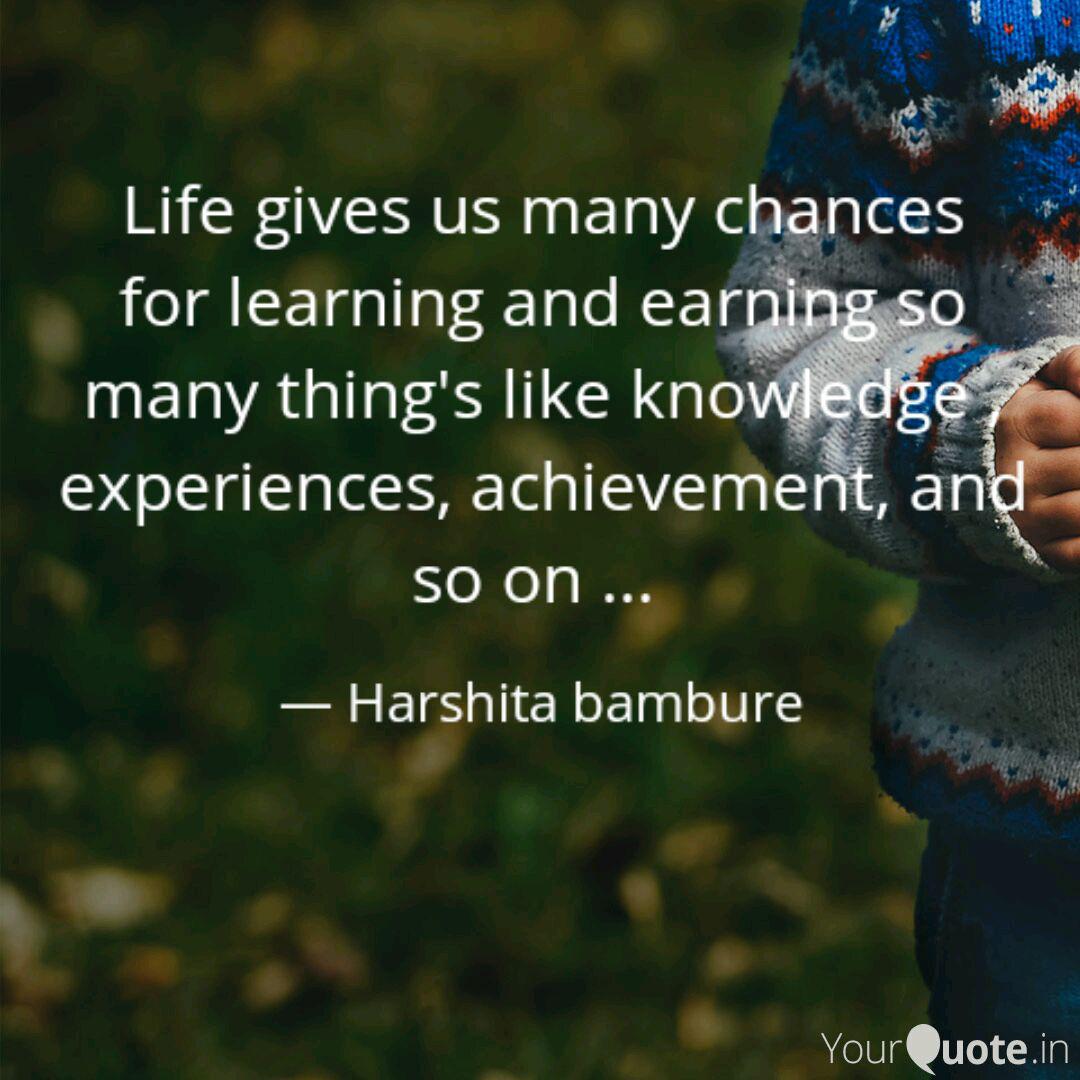 Life gives us many chances
for learning and earning so
many thing's like knowledge ,
experiences, achievement, and
so on ...
— Harshita bambure
YourQuote.in